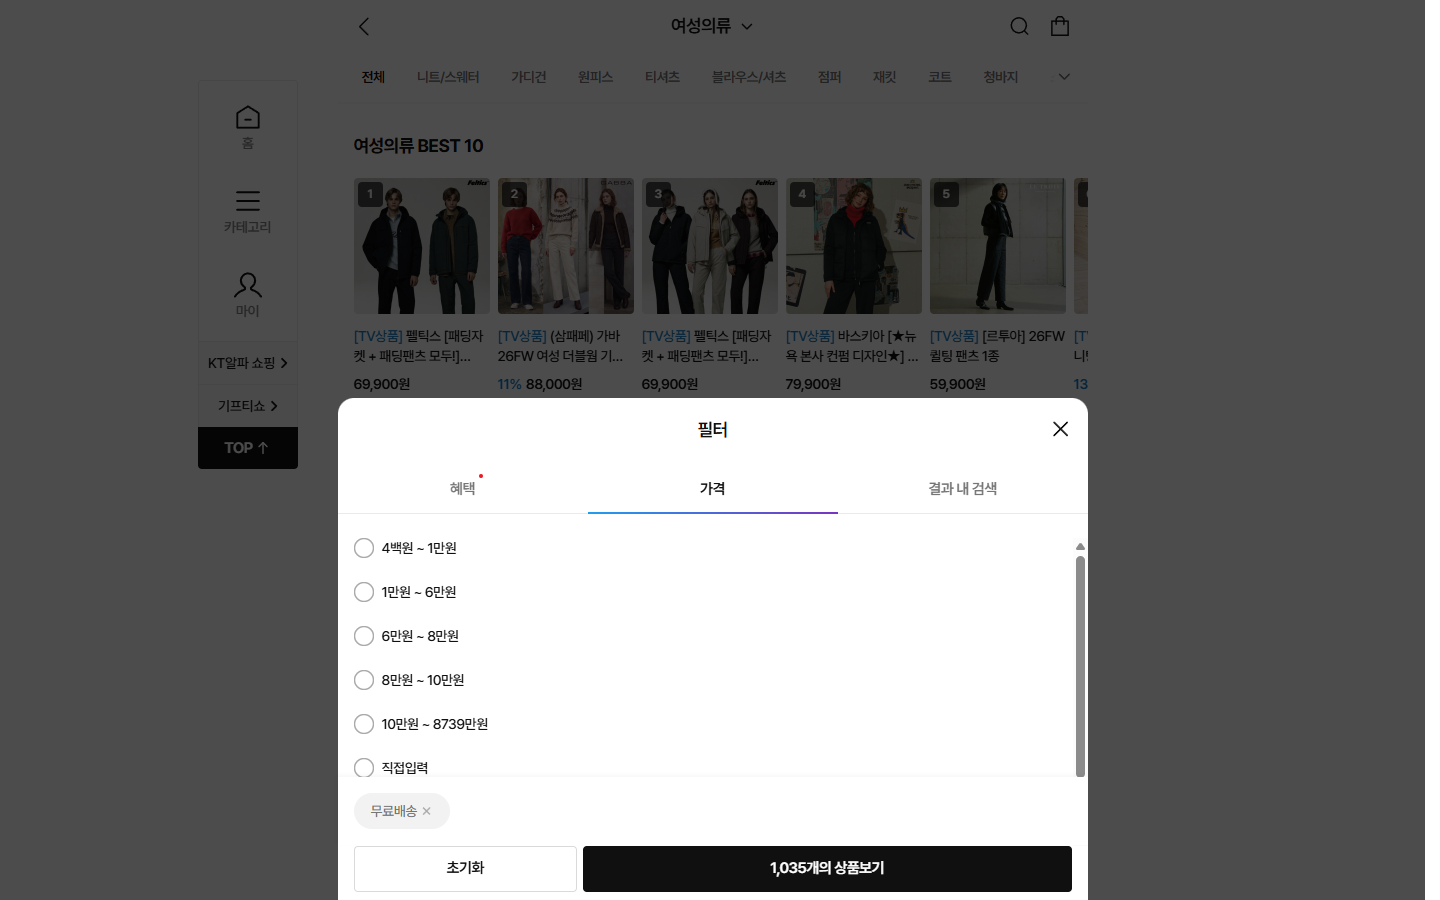 여성의류
전체 니트/스웨터 가디건 원피스 티셔츠 블라우스/셔츠 점퍼 재킷 코트 청바지
홈
카테고리
마이
KT알파 쇼핑
기프티쇼
TOP
여성의류 BEST 10
1 2 3 4 5
[TV상품] 펠틱스 [패딩자
켓 + 패딩팬츠 모두!]...
69,900원
[TV상품] (삼패페) 가바
26FW 여성 더블웜 기...
11% 88,000원
[TV상품] 펠틱스 [패딩자
켓 + 패딩팬츠 모두!]...
69,900원
[TV상품] 바스키아 [★뉴
욕 본사 컨펌 디자인★] ...
79,900원
[TV상품] [르투아] 26FW
퀼팅 팬츠 1종
59,900원
13
필터
혜택 가격 결과 내 검색
4백원 ~ 1만원
1만원 ~ 6만원
6만원 ~ 8만원
8만원 ~ 10만원
10만원 ~ 8739만원
직접입력
무료배송
초기화 1,035개의 상품보기